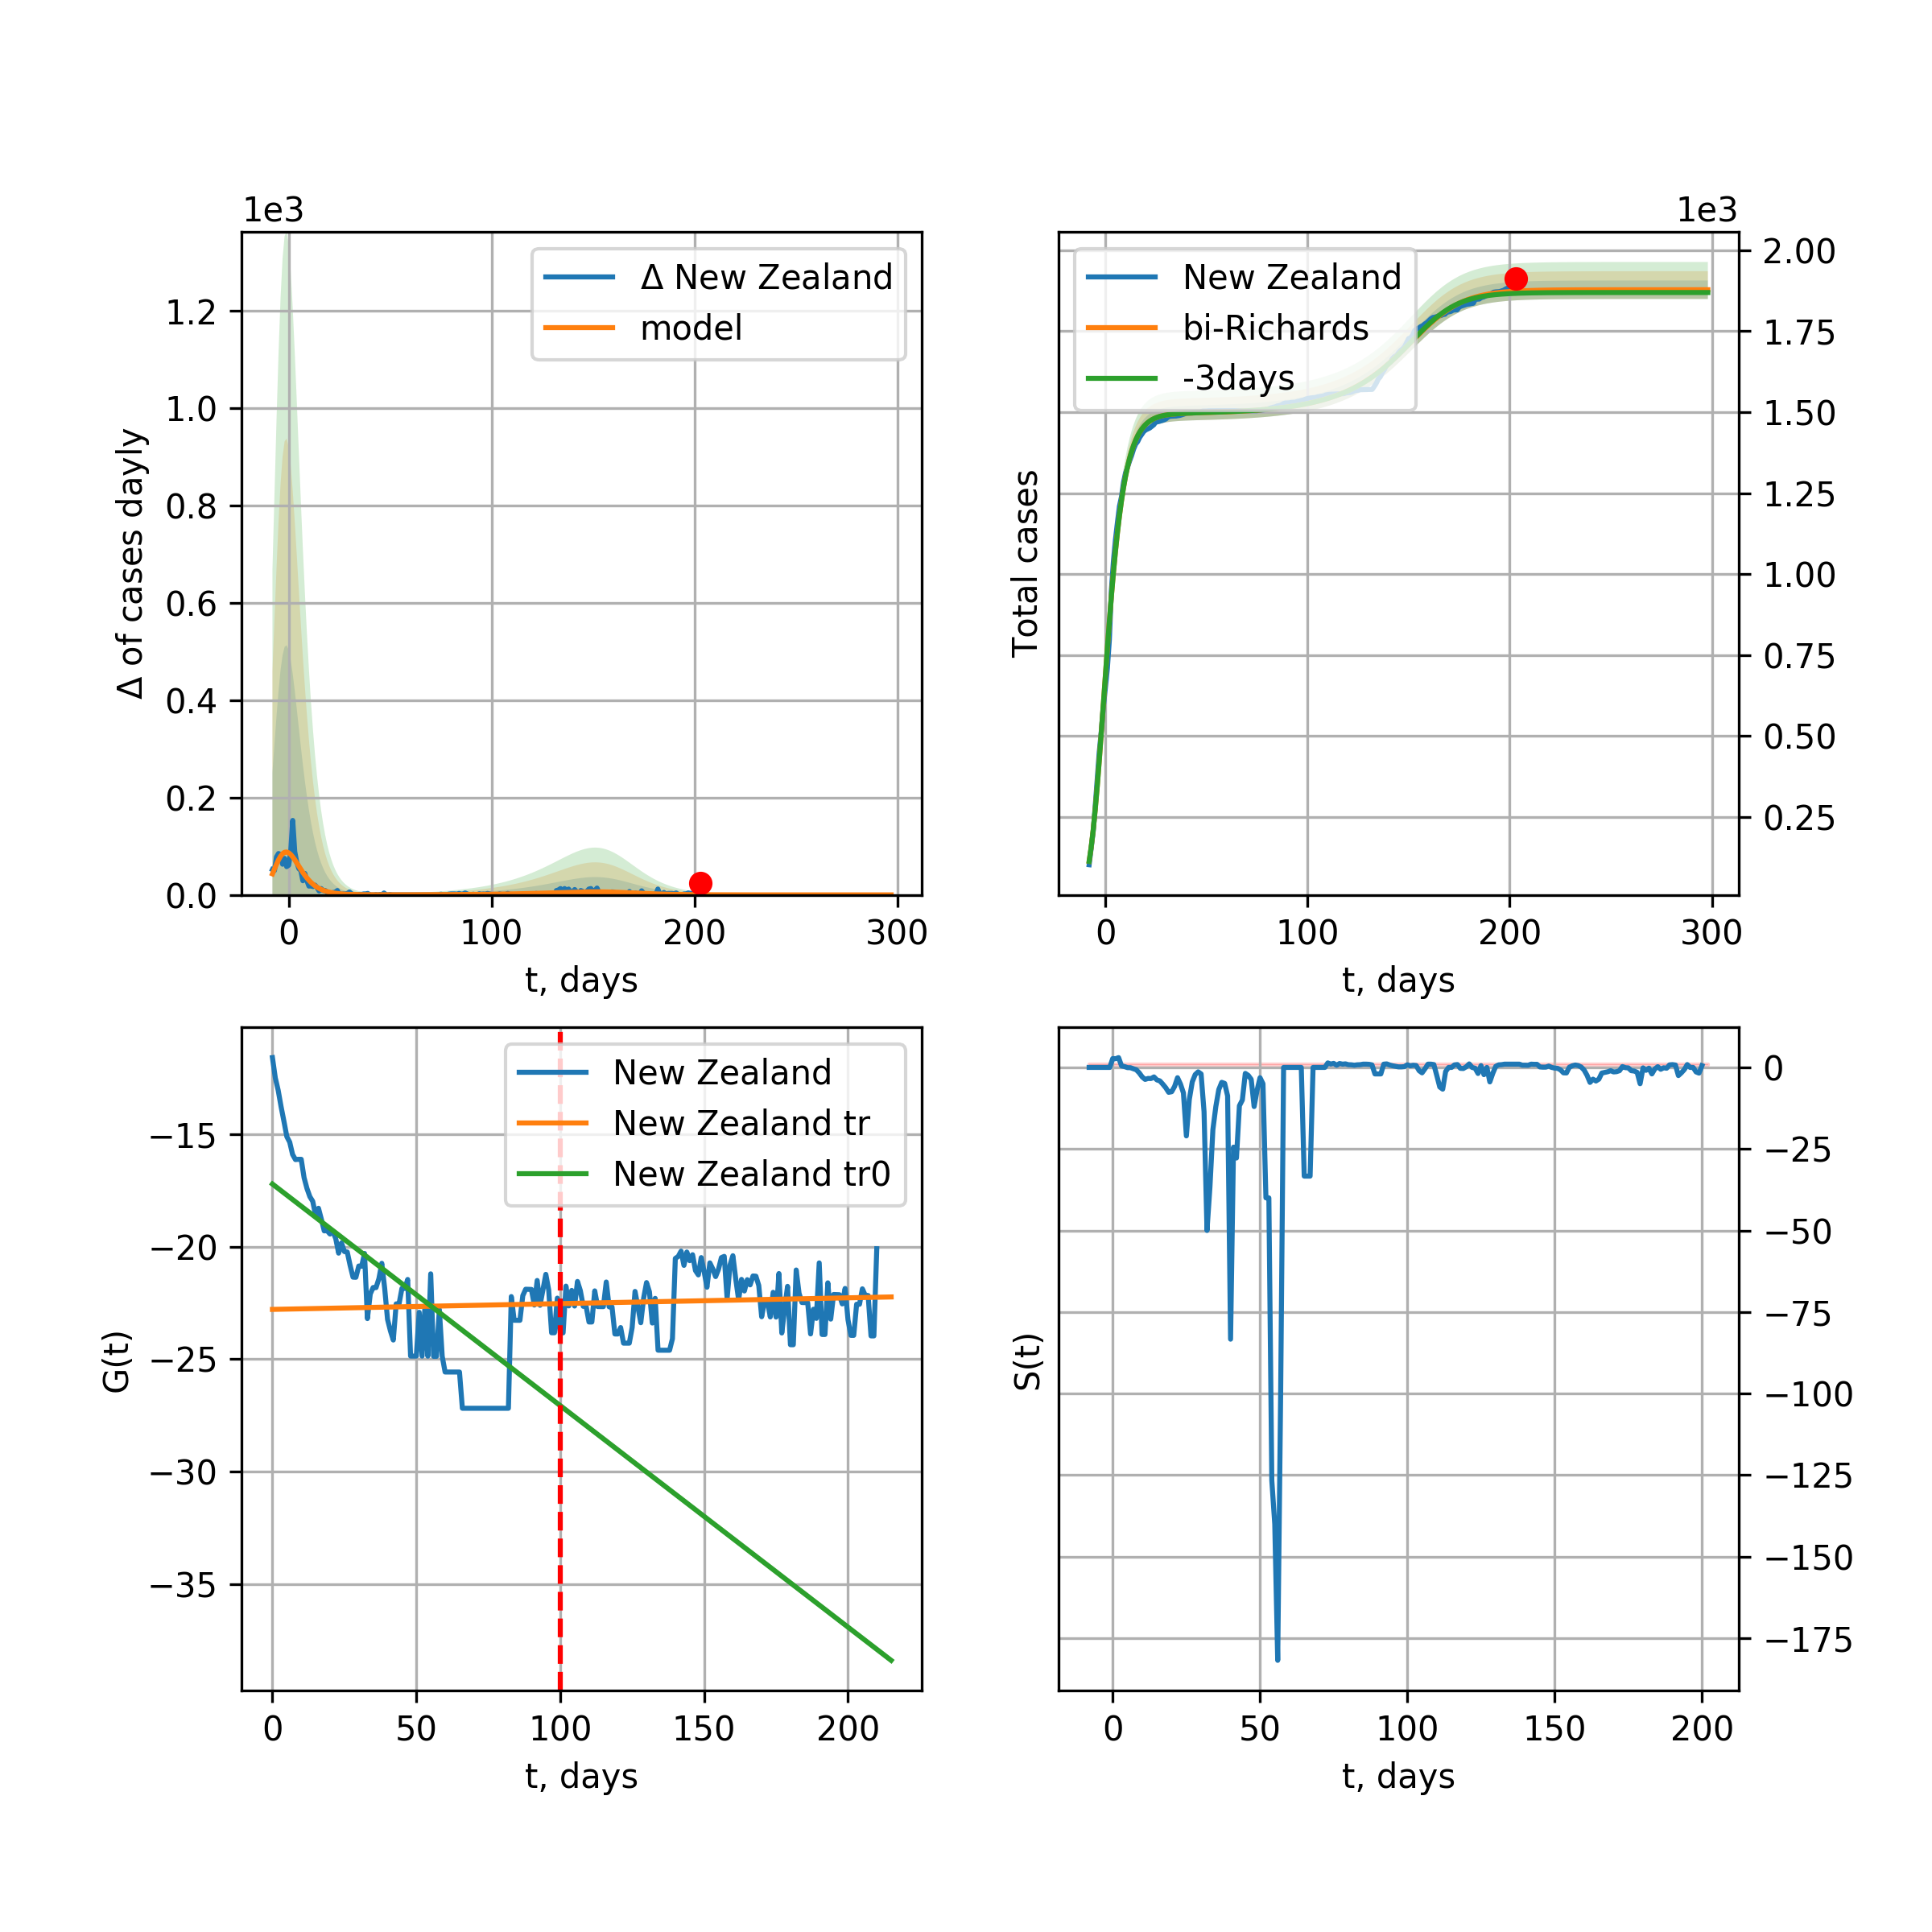 1e3
Δ New Zealand
model
1.2
1.0
0.8
0.6
0.4
0.2
0.0
Δ of cases dayly
0
100
200
300
t, days
1e3
New Zealand
bi-Richards
-3days
2.00
1.75
1.50
1.25
1.00
0.75
0.50
0.25
Total cases
0
100
200
300
t, days
New Zealand
New Zealand tr
New Zealand tr0
−15
−20
−25
−30
−35
G(t)
0
50
100
150
200
t, days
0
−25
−50
−75
−100
−125
−150
−175
S(t)
0
50
100
150
200
t, days